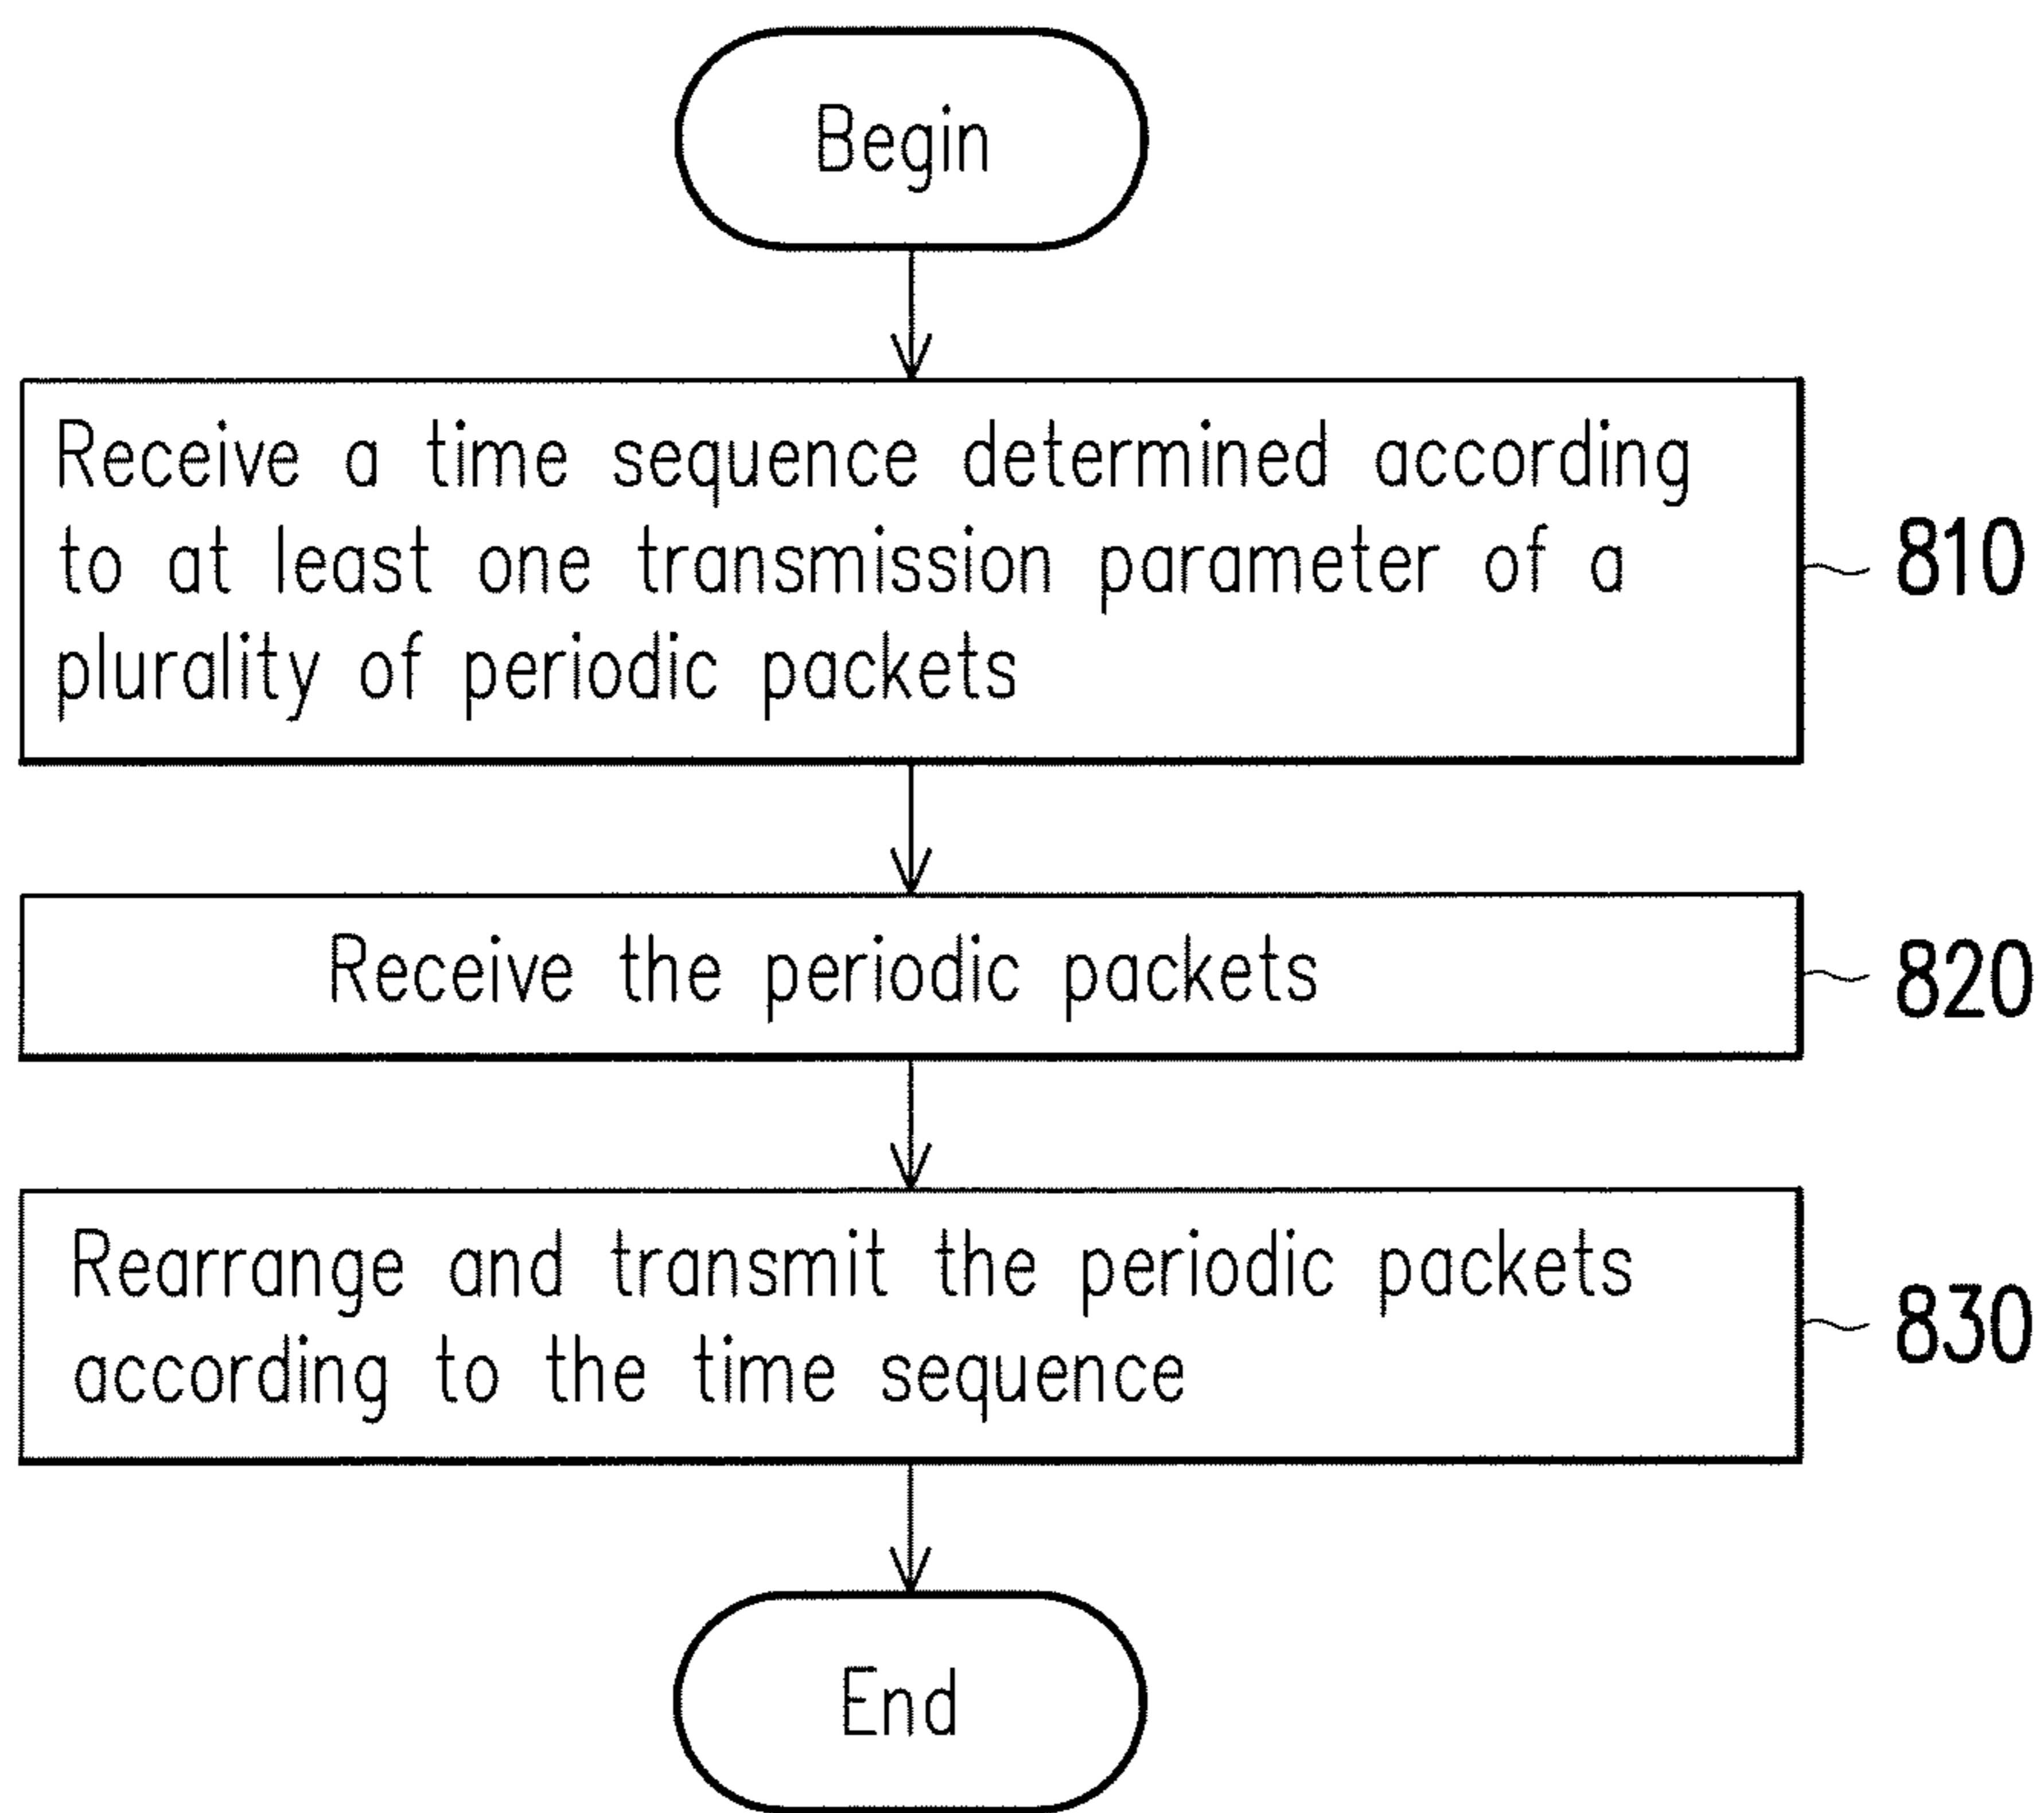 Begin
Receive a time sequence determined according
to at least one transmission parameter of a
plurality of periodic packets
810
Receive the periodic packets
820
Rearrange and transmit the periodic packets
according to the time sequence
830
End